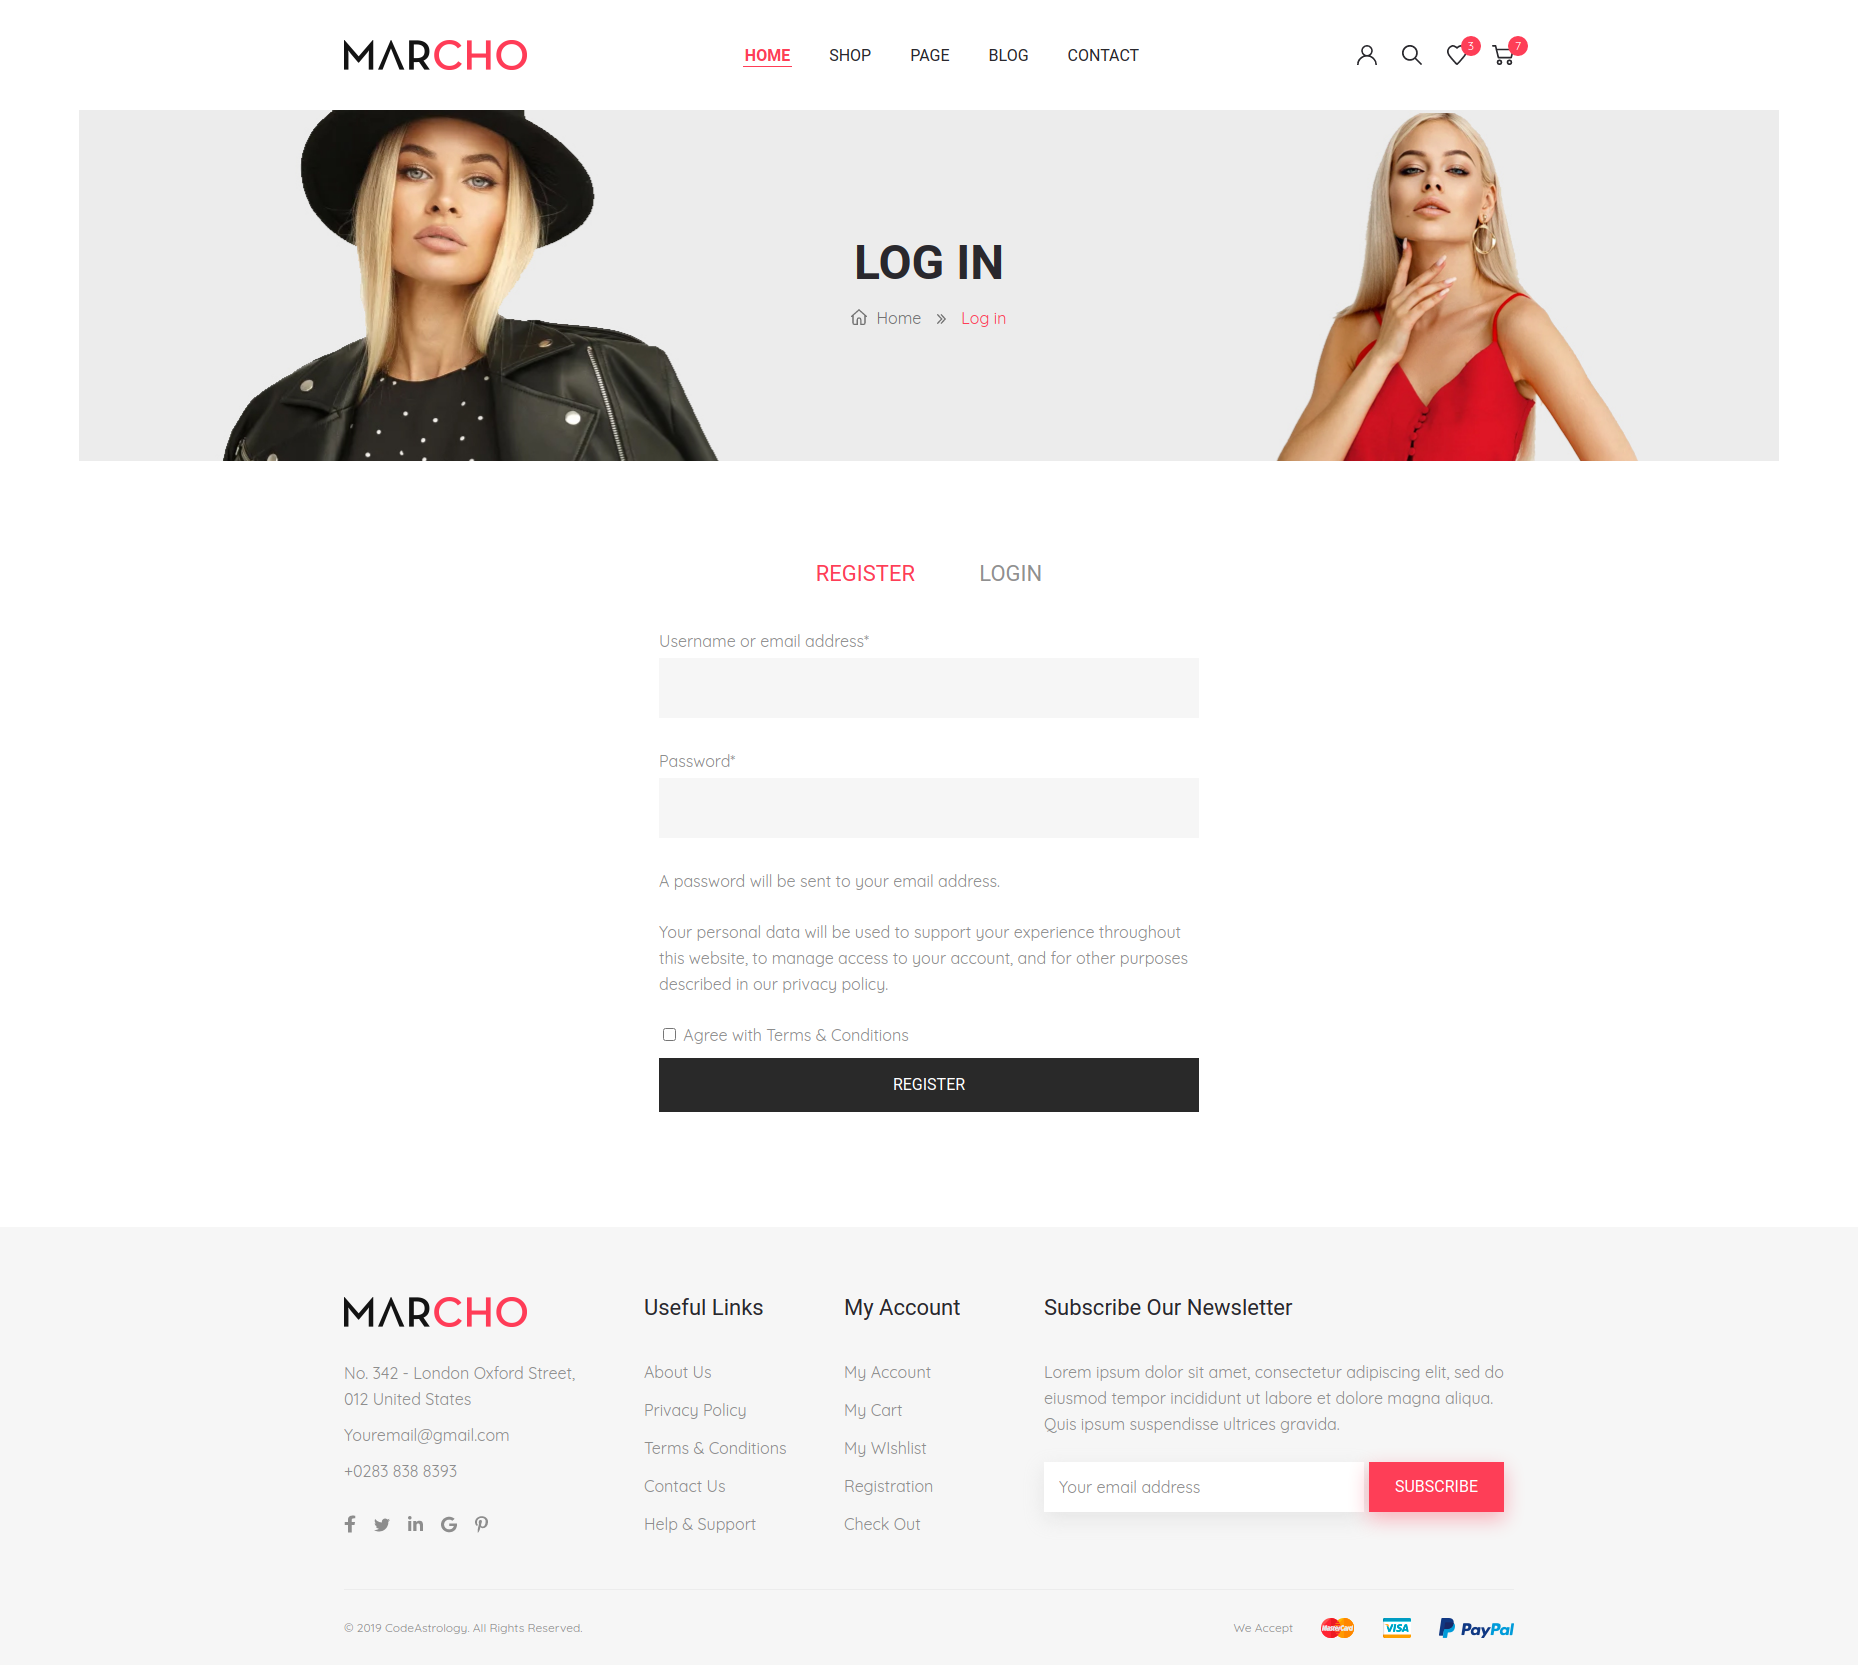 MARCHO
HOME SHOP PAGE BLOG CONTACT
3 7
LOG IN
Home » Log in
REGISTER LOGIN
Username or email address*
Password*
A password will be sent to your email address.
Your personal data will be used to support your experience throughout
this website, to manage access to your account, and for other purposes
described in our privacy policy.
Agree with Terms & Conditions
REGISTER
MARCHO
No. 342 - London Oxford Street,
012 United States
Youremail@gmail.com
+0283 838 8393
Useful Links
About Us
Privacy Policy
Terms & Conditions
Contact Us
Help & Support
My Account
My Account
My Cart
My WIshlist
Registration
Check Out
Subscribe Our Newsletter
Lorem ipsum dolor sit amet, consectetur adipiscing elit, sed do
eiusmod tempor incididunt ut labore et dolore magna aliqua.
Quis ipsum suspendisse ultrices gravida.
Your email address SUBSCRIBE
© 2019 CodeAstrology. All Rights Reserved.
We Accept MasterCard VISA PayPal